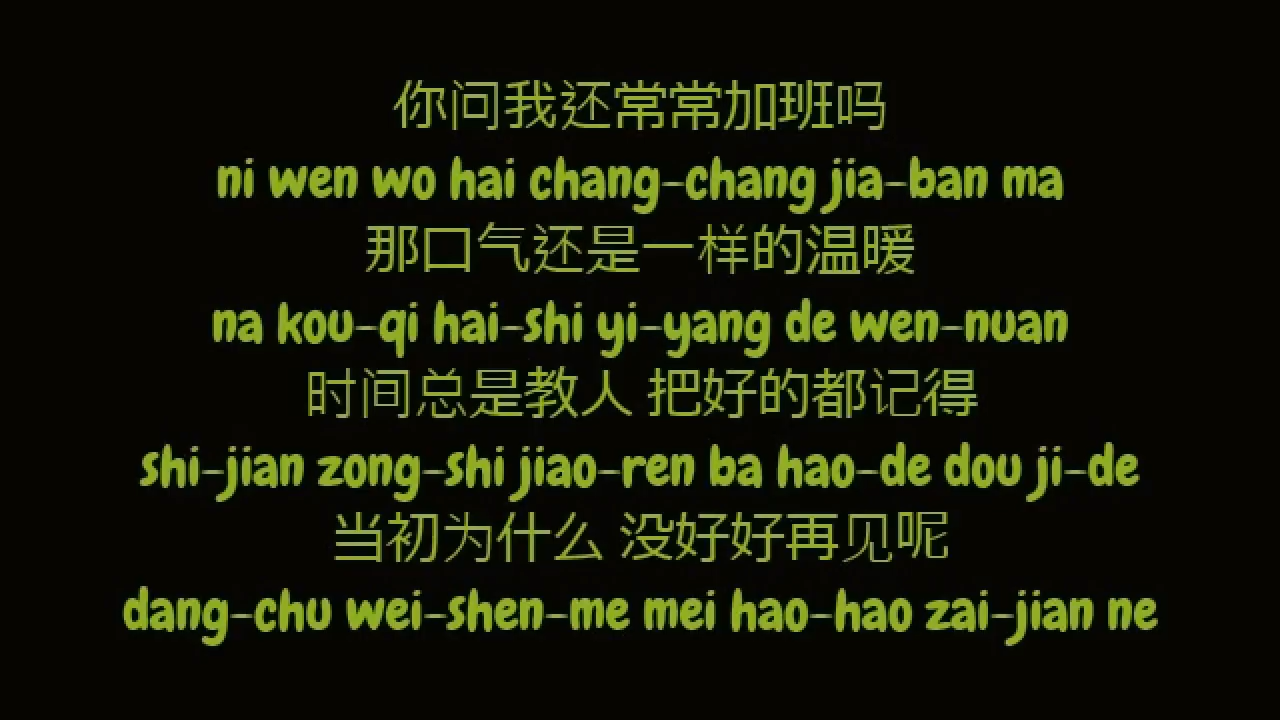 你问我还常常加班吗
ni wen wo hai chang-chang jia-ban ma
那口气还是一样的温暖
na kou-qi hai-shi yi-yang de wen-nuan
时间总是教人 把好的都记得
shi-jian zong-shi jiao-ren ba hao-de dou ji-de
当初为什么 没好好再见呢
dang-chu wei-shen-me mei hao-hao zai-jian ne